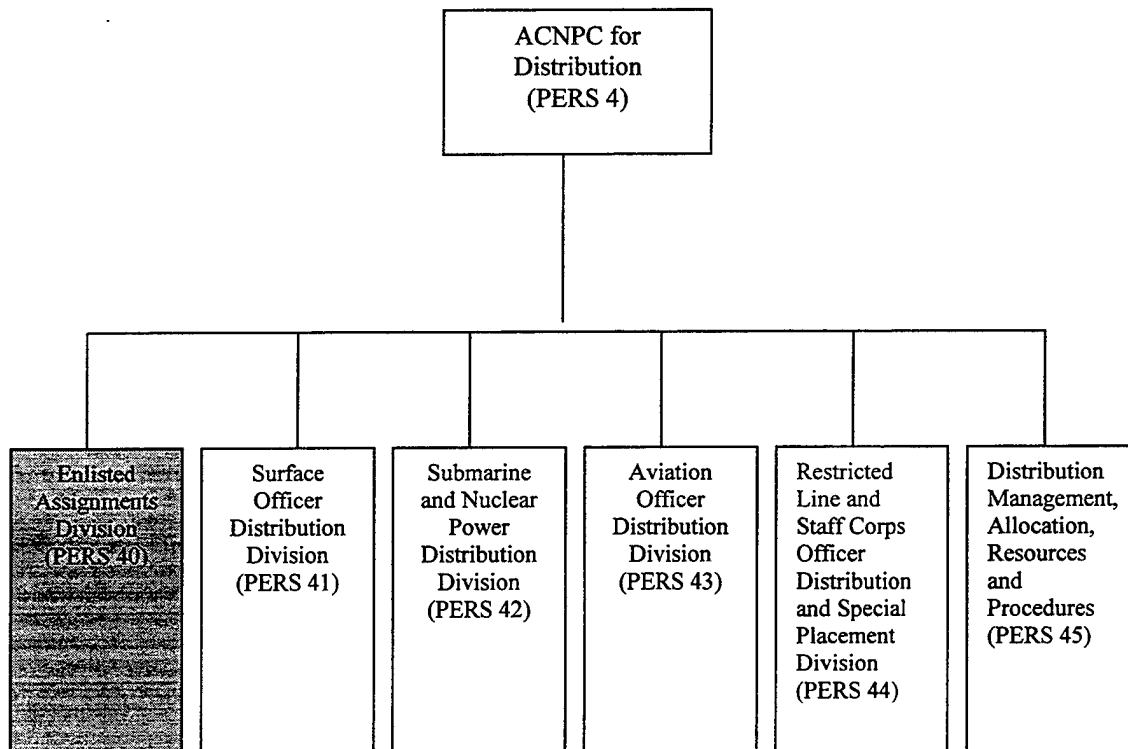 ACNPC for
Distribution
(PERS 4)
Enlisted
Assignments
Division
(PERS 40)
Surface
Officer
Distribution
Division
(PERS 41)
Submarine
and Nuclear
Power
Distribution
Division
(PERS 42)
Aviation
Officer
Distribution
Division
(PERS 43)
Restricted
Line and
Staff Corps
Officer
Distribution
and Special
Placement
Division
(PERS 44)
Distribution
Management,
Allocation,
Resources
and
Procedures
(PERS 45)